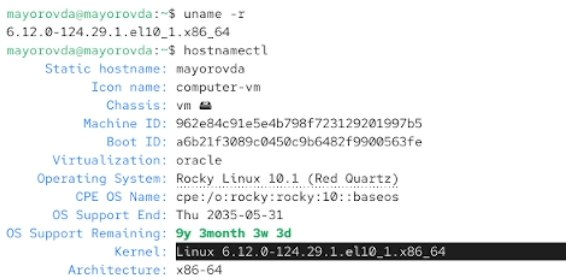 mayorovda@mayorovda:~$ uname -r
6.12.0-124.29.1.el10_1.x86_64
mayorovda@mayorovda:~$ hostnamectl
Static hostname: mayorovda
Icon name: computer-vm
Chassis: vm 🖴
Machine ID: 962e84c91e5e4b798f723129201997b5
Boot ID: a6b21f3089c0450c9b6482f9900563fe
Virtualization: oracle
Operating System: Rocky Linux 10.1 (Red Quartz)
CPE OS Name: cpe:/o:rocky:rocky:10::baseos
OS Support End: Thu 2035-05-31
OS Support Remaining: 9y 3month 3w 3d
Kernel: Linux 6.12.0-124.29.1.el10_1.x86_64
Architecture: x86-64